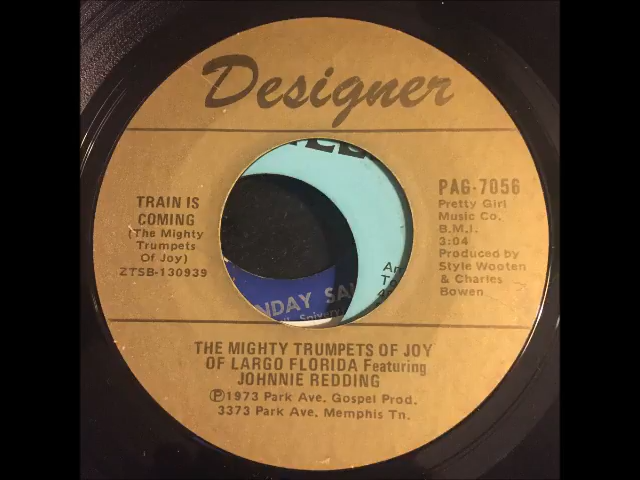 Designer
TRAIN IS
COMING
(The Mighty
Trumpets
Of Joy)
ZTSB-130939
PAG-7056
Pretty Girl
Music Co.
B.M.I.
3:04
Produced by
Style Wooten
& Charles
Bowen
NDAY SA
THE MIGHTY TRUMPETS OF JOY
OF LARGO FLORIDA Featuring
JOHNNIE REDDING
Ⓟ1973 Park Ave. Gospel Prod.
3373 Park Ave. Memphis Tn.